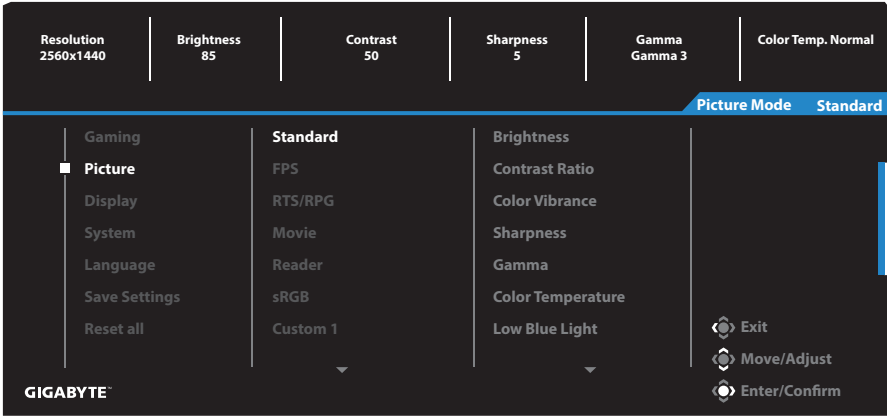 Resolution
2560x1440
Brightness
85
Contrast
50
Sharpness
5
Gamma
Gamma 3
Color Temp. Normal
Picture Mode Standard
Gaming
Picture
Display
System
Language
Save Settings
Reset all
Standard
FPS
RTS/RPG
Movie
Reader
sRGB
Custom 1
Brightness
Contrast Ratio
Color Vibrance
Sharpness
Gamma
Color Temperature
Low Blue Light
Exit
Move/Adjust
Enter/Confirm
GIGABYTE™